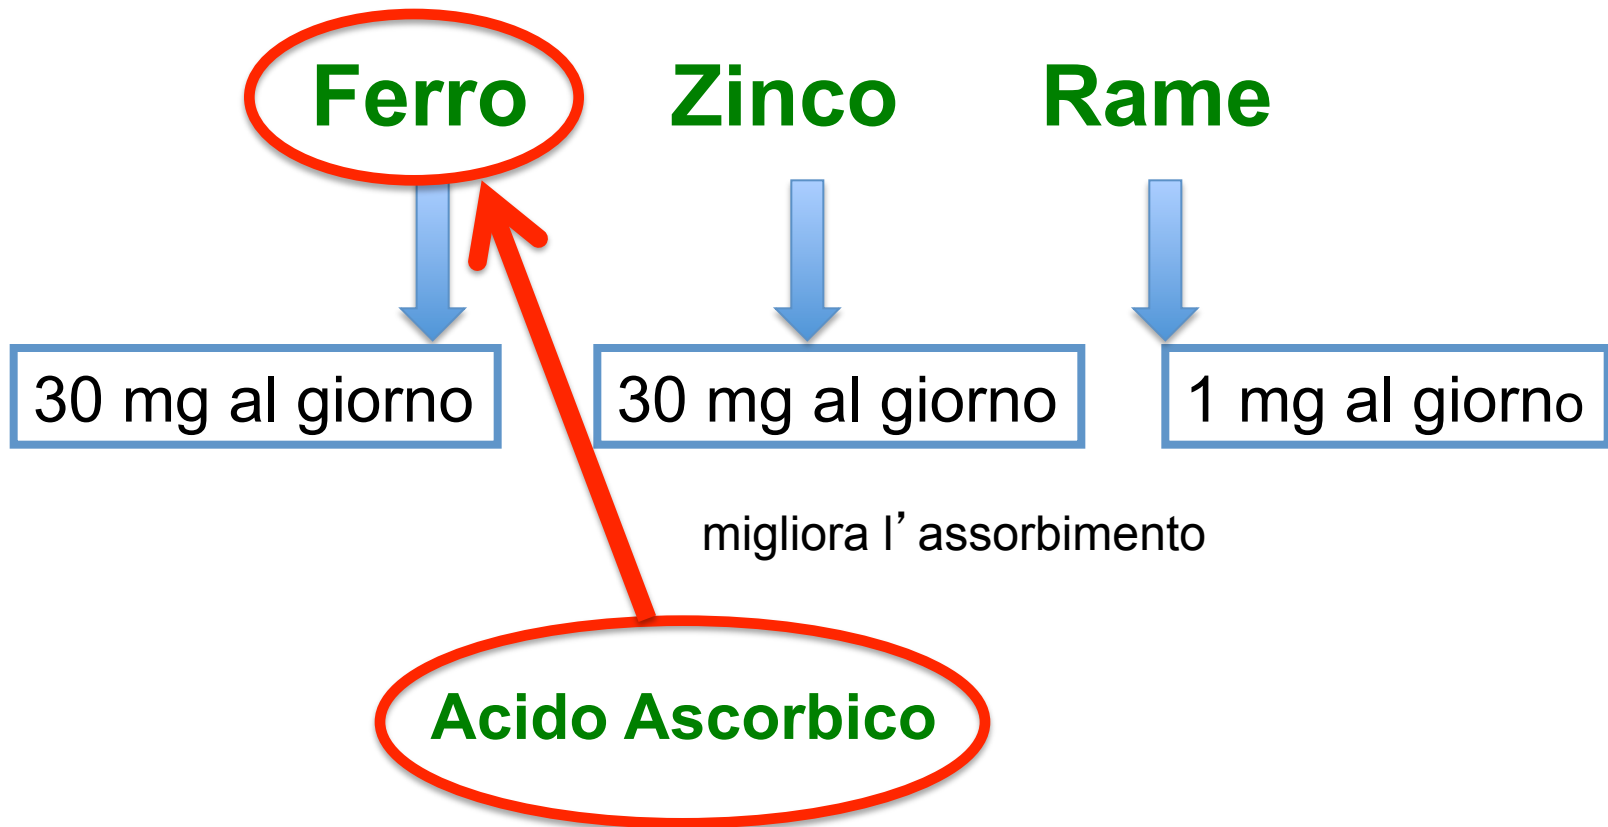 Ferro Zinco Rame
30 mg al giorno 30 mg al giorno 1 mg al giorno
migliora l’ assorbimento
Acido Ascorbico